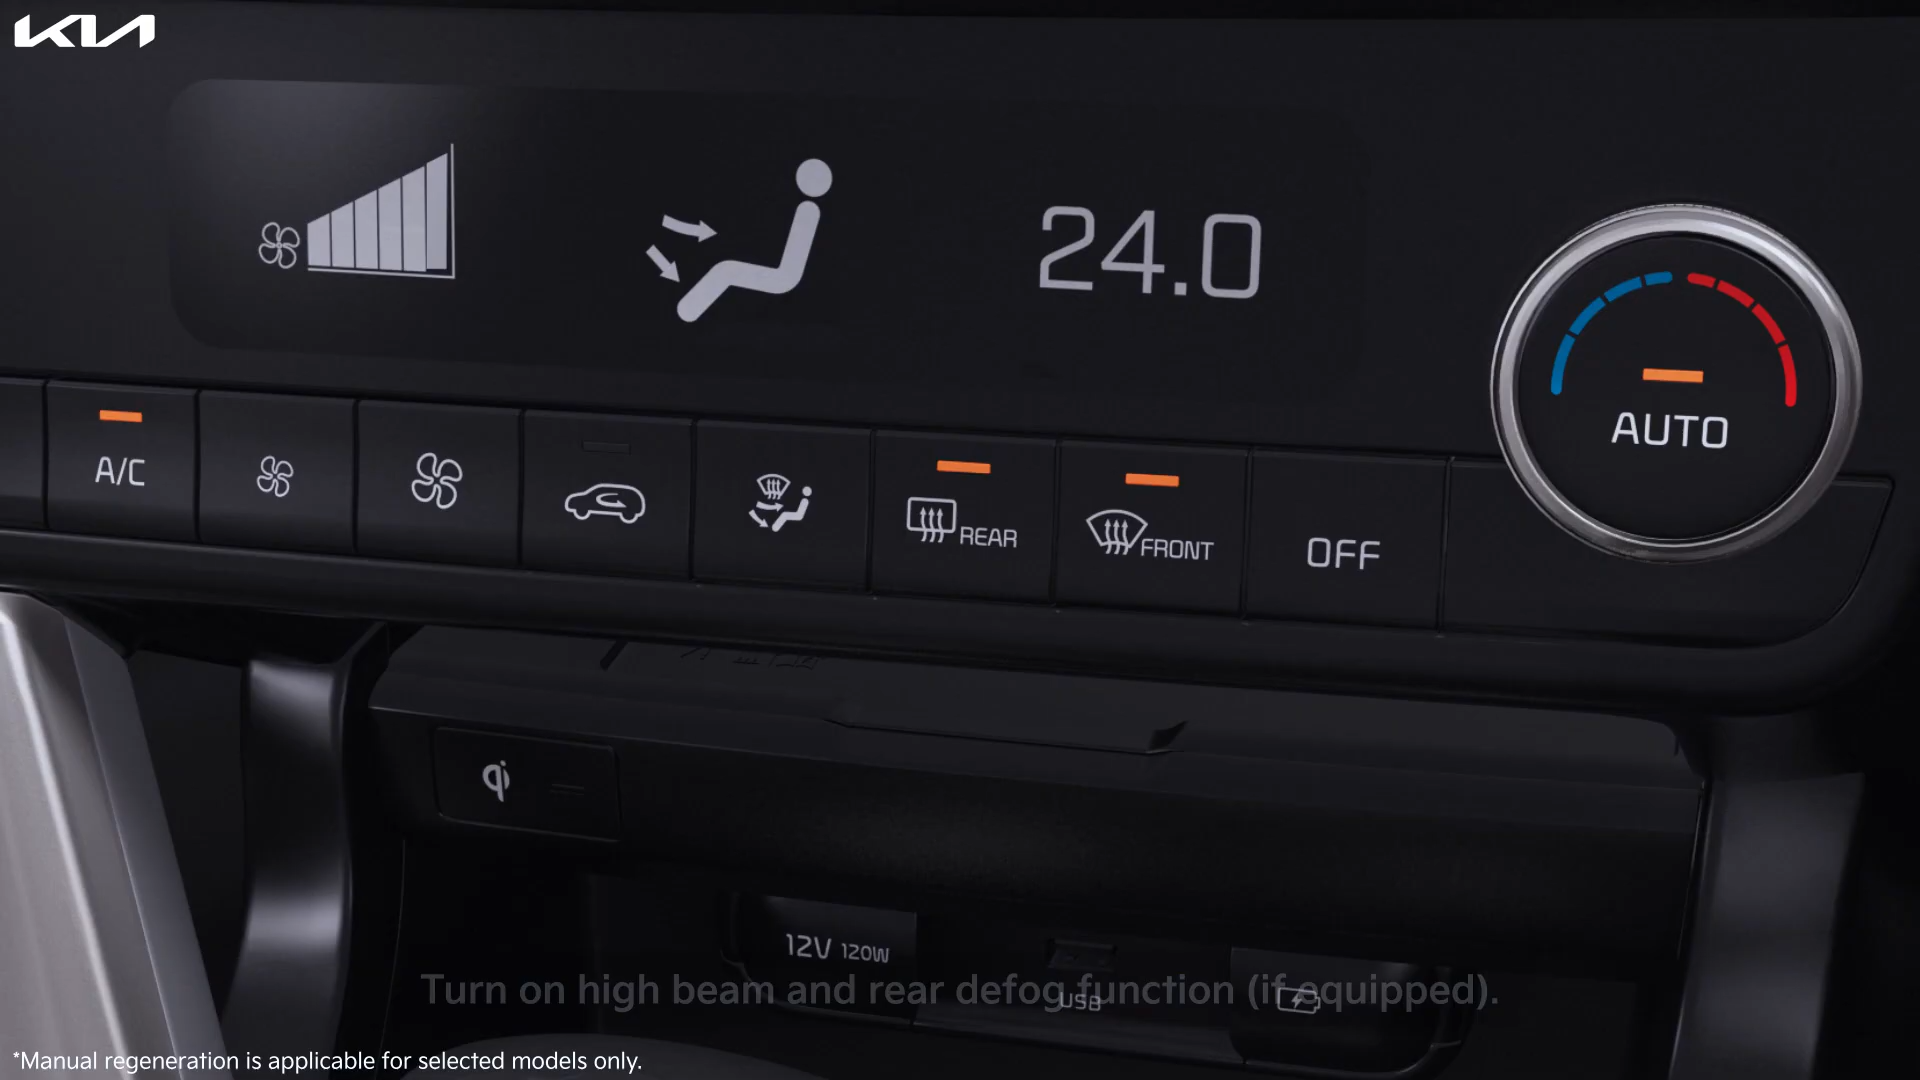 KIA
24.0
AUTO
A/C
REAR
FRONT
OFF
qi
12V 120W
USB
Turn on high beam and rear defog function (if equipped).
*Manual regeneration is applicable for selected models only.